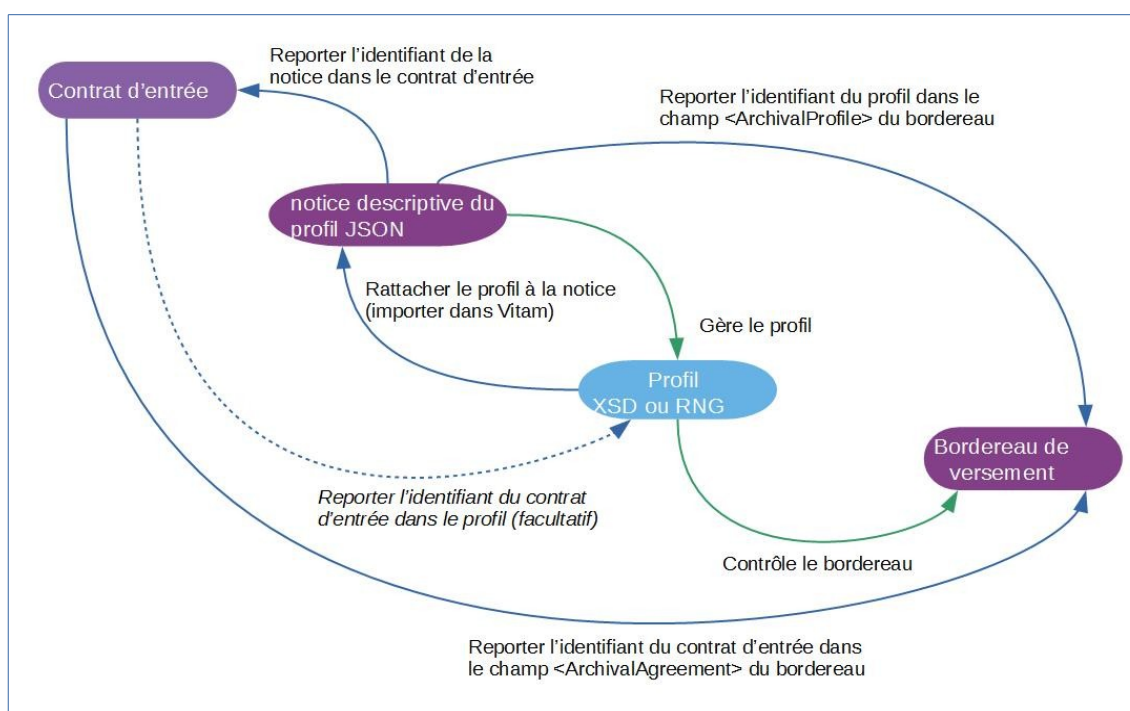 Reporter l’identifiant de la
notice dans le contrat d’entrée
Contrat d’entrée
Reporter l’identifiant du profil dans le
champ <ArchivalProfile> du bordereau
notice descriptive du
profil JSON
Rattacher le profil à la notice
(importer dans Vitam)
Gère le profil
Profil
XSD ou RNG
Bordereau de
versement
Reporter l’identifiant du contrat
d’entrée dans le profil (facultatif)
Contrôle le bordereau
Reporter l’identifiant du contrat d’entrée dans
le champ <ArchivalAgreement> du bordereau